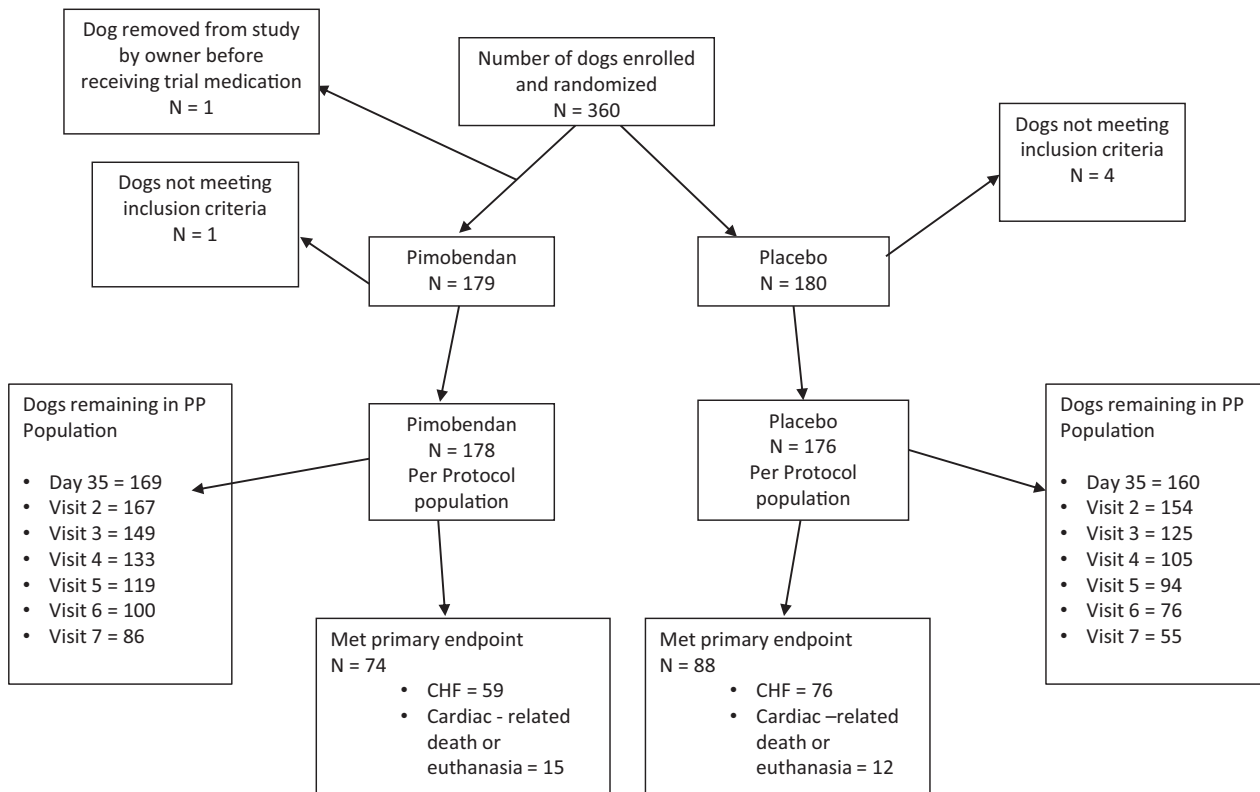 Dog removed from study
by owner before
receiving trial medication
N = 1
Number of dogs enrolled
and randomized
N = 360
Dogs not meeting
inclusion criteria
N = 4
Dogs not meeting
inclusion criteria
N = 1
Pimobendan
N = 179
Placebo
N = 180
Dogs remaining in PP
Population
• Day 35 = 169
• Visit 2 = 167
• Visit 3 = 149
• Visit 4 = 133
• Visit 5 = 119
• Visit 6 = 100
• Visit 7 = 86
Pimobendan
N = 178
Per Protocol
population
Placebo
N = 176
Per Protocol
population
Dogs remaining in PP
Population
• Day 35 = 160
• Visit 2 = 154
• Visit 3 = 125
• Visit 4 = 105
• Visit 5 = 94
• Visit 6 = 76
• Visit 7 = 55
Met primary endpoint
N = 74
• CHF = 59
• Cardiac - related
death or
euthanasia = 15
Met primary endpoint
N = 88
• CHF = 76
• Cardiac –related
death or
euthanasia = 12